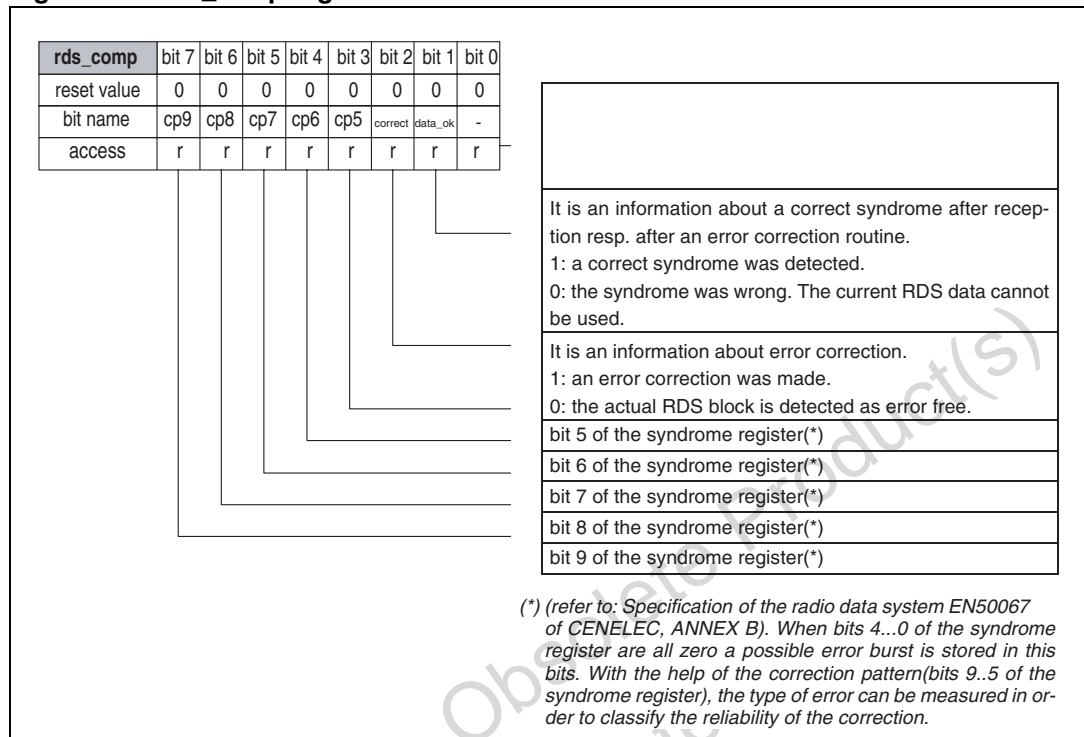 rds_comp bit 7 bit 6 bit 5 bit 4 bit 3 bit 2 bit 1 bit 0
reset value 0 0 0 0 0 0 0 0
bit name cp9 cp8 cp7 cp6 cp5 correct data_ok -
access r r r r r r r r
It is an information about a correct syndrome after recep-
tion resp. after an error correction routine.
1: a correct syndrome was detected.
0: the syndrome was wrong. The current RDS data cannot
be used.
It is an information about error correction.
1: an error correction was made.
0: the actual RDS block is detected as error free.
bit 5 of the syndrome register(*)
bit 6 of the syndrome register(*)
bit 7 of the syndrome register(*)
bit 8 of the syndrome register(*)
bit 9 of the syndrome register(*)
(*) (refer to: Specification of the radio data system EN50067
of CENELEC, ANNEX B). When bits 4...0 of the syndrome
register are all zero a possible error burst is stored in this
bits. With the help of the correction pattern(bits 9..5 of the
syndrome register), the type of error can be measured in or-
der to classify the reliability of the correction.
Obsolete Product(s)